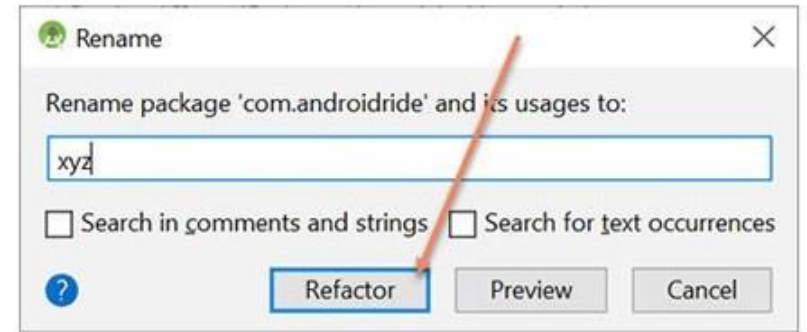 Rename
Rename package 'com.androidride' and its usages to:
xyz
Search in comments and strings Search for text occurrences
? Refactor Preview Cancel